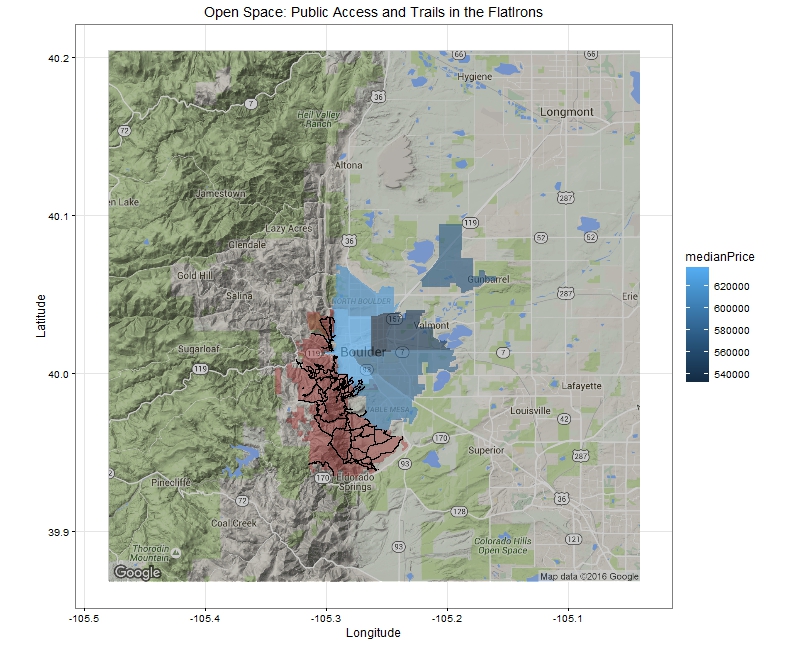 Open Space: Public Access and Trails in the FlatIrons
40.2
66
66
Hygiene
36
7
Longmont
Heil Valley
Ranch
72
Altona
en Lake
Jamestown
287
40.1
119
Lazy Acres
36
52
52
Glendale
Gold Hill
Gunbarrel
medianPrice
620000
600000
580000
560000
540000
Salina
NORTH BOULDER
287
Erie
Latitude
157
Valmont
Sugarloaf
119
Boulder
7
7
40.0
119
Lafayette
TABLE MESA
Louisville
42
170
Superior
287
93
Pinecliffe
170
Eldorado
Springs
72
36
128
Coal Creek
39.9
121
Thorodin
Mountain
93
Colorado Hills
Open Space
Google
Map data ©2016 Google
-105.5
-105.4
-105.3
-105.2
-105.1
Longitude